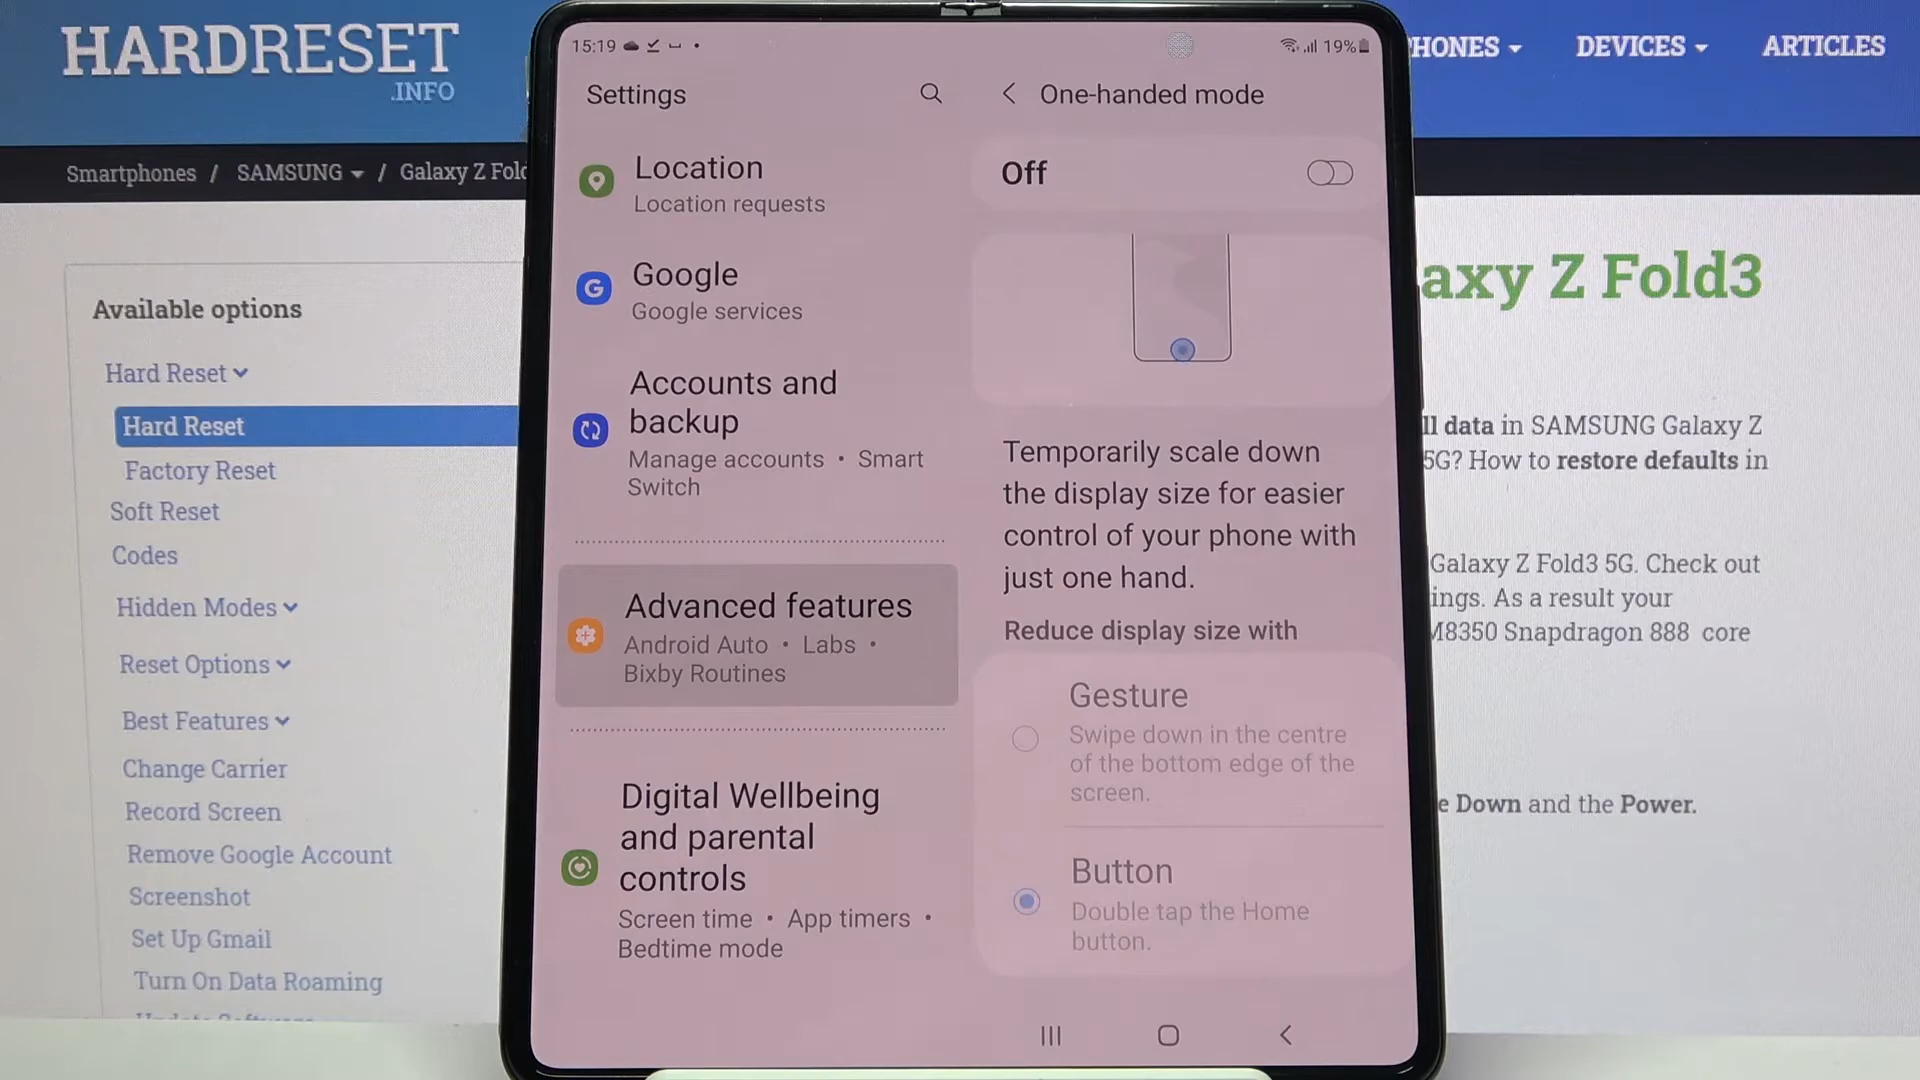 HARDRESET
.INFO
Smartphones / SAMSUNG / Galaxy Z
Available options
Hard Reset
Hard Reset
Factory Reset
Soft Reset
Codes
Hidden Modes
Reset Options
Best Features
Change Carrier
Record Screen
Remove Google Account
Screenshot
Set Up Gmail
Turn On Data Roaming
15:19
19%
Settings
Location
Location requests
Google
Google services
Accounts and
backup
Manage accounts • Smart
Switch
Advanced features
Android Auto • Labs •
Bixby Routines
Digital Wellbeing
and parental
controls
Screen time • App timers •
Bedtime mode
One-handed mode
Off
Temporarily scale down
the display size for easier
control of your phone with
just one hand.
Reduce display size with
Gesture
Swipe down in the centre
of the bottom edge of the
screen.
Button
Double tap the Home
button.
HONES DEVICES ARTICLES
axy Z Fold3
ll data in SAMSUNG Galaxy Z
5G? How to restore defaults in
Galaxy Z Fold3 5G. Check out
ings. As a result your
M8350 Snapdragon 888 core
e Down and the Power.